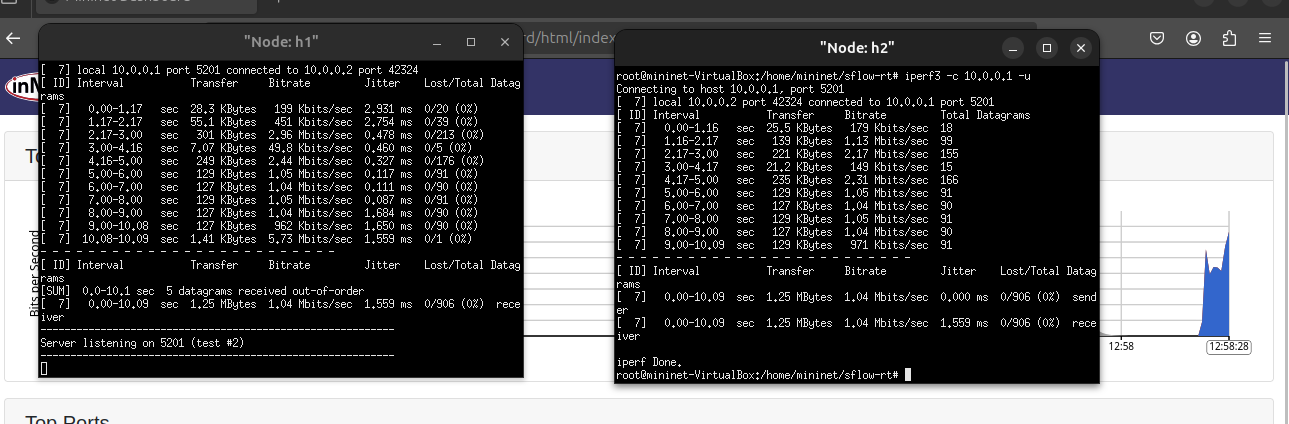 "Node: h1"
[  7] local 10.0.0.1 port 5201 connected to 10.0.0.2 port 42324
[ ID] Interval           Transfer     Bitrate         Jitter    Lost/Total Datag
rams
[  7]   0.00-1.17   sec  28.3 KBytes   199 Kbits/sec  2.931 ms  0/20 (0%)
[  7]   1.17-2.17   sec  55.1 KBytes   451 Kbits/sec  2.754 ms  0/39 (0%)
[  7]   2.17-3.00   sec   301 KBytes  2.96 Mbits/sec  0.478 ms  0/213 (0%)
[  7]   3.00-4.16   sec  7.07 KBytes  49.8 Kbits/sec  0.460 ms  0/5 (0%)
[  7]   4.16-5.00   sec   249 KBytes  2.44 Mbits/sec  0.327 ms  0/176 (0%)
[  7]   5.00-6.00   sec   129 KBytes  1.05 Mbits/sec  0.117 ms  0/91 (0%)
[  7]   6.00-7.00   sec   127 KBytes  1.04 Mbits/sec  0.111 ms  0/90 (0%)
[  7]   7.00-8.00   sec   129 KBytes  1.05 Mbits/sec  0.087 ms  0/91 (0%)
[  7]   8.00-9.00   sec   127 KBytes  1.04 Mbits/sec  1.684 ms  0/90 (0%)
[  7]   9.00-10.08  sec   127 KBytes   962 Kbits/sec  1.650 ms  0/90 (0%)
[  7]  10.08-10.09  sec  1.41 KBytes  5.73 Mbits/sec  1.559 ms  0/1 (0%)
- - - - - - - - - - - - - - - - - - - - - - - - -
[ ID] Interval           Transfer     Bitrate         Jitter    Lost/Total Datag
rams
[SUM]  0.0-10.1 sec  5 datagrams received out-of-order
[  7]   0.00-10.09  sec  1.25 MBytes  1.04 Mbits/sec  1.559 ms  0/906 (0%)  rece
iver
-----------------------------------------------------------
Server listening on 5201 (test #2)
-----------------------------------------------------------
rd/html/index
"Node: h2"
root@mininet-VirtualBox:/home/mininet/sflow-rt# iperf3 -c 10.0.0.1 -u
Connecting to host 10.0.0.1, port 5201
[  7] local 10.0.0.2 port 42324 connected to 10.0.0.1 port 5201
[ ID] Interval           Transfer     Bitrate         Total Datagrams
[  7]   0.00-1.16   sec  25.5 KBytes   179 Kbits/sec  18
[  7]   1.16-2.17   sec   139 KBytes  1.13 Mbits/sec  99
[  7]   2.17-3.00   sec   221 KBytes  2.17 Mbits/sec  155
[  7]   3.00-4.17   sec  21.2 KBytes   149 Kbits/sec  15
[  7]   4.17-5.00   sec   235 KBytes  2.31 Mbits/sec  166
[  7]   5.00-6.00   sec   129 KBytes  1.05 Mbits/sec  91
[  7]   6.00-7.00   sec   127 KBytes  1.04 Mbits/sec  90
[  7]   7.00-8.00   sec   129 KBytes  1.05 Mbits/sec  91
[  7]   8.00-9.00   sec   127 KBytes  1.04 Mbits/sec  90
[  7]   9.00-10.09  sec   129 KBytes   971 Kbits/sec  91
- - - - - - - - - - - - - - - - - - - - - - - - -
[ ID] Interval           Transfer     Bitrate         Jitter    Lost/Total Datag
rams
[  7]   0.00-10.09  sec  1.25 MBytes  1.04 Mbits/sec  0.000 ms  0/906 (0%)  send
er
[  7]   0.00-10.09  sec  1.25 MBytes  1.04 Mbits/sec  1.559 ms  0/906 (0%)  rece
iver
iperf Done.
root@mininet-VirtualBox:/home/mininet/sflow-rt#
inM
To
Bits per Second
12:58
12:58:28
Top Ports